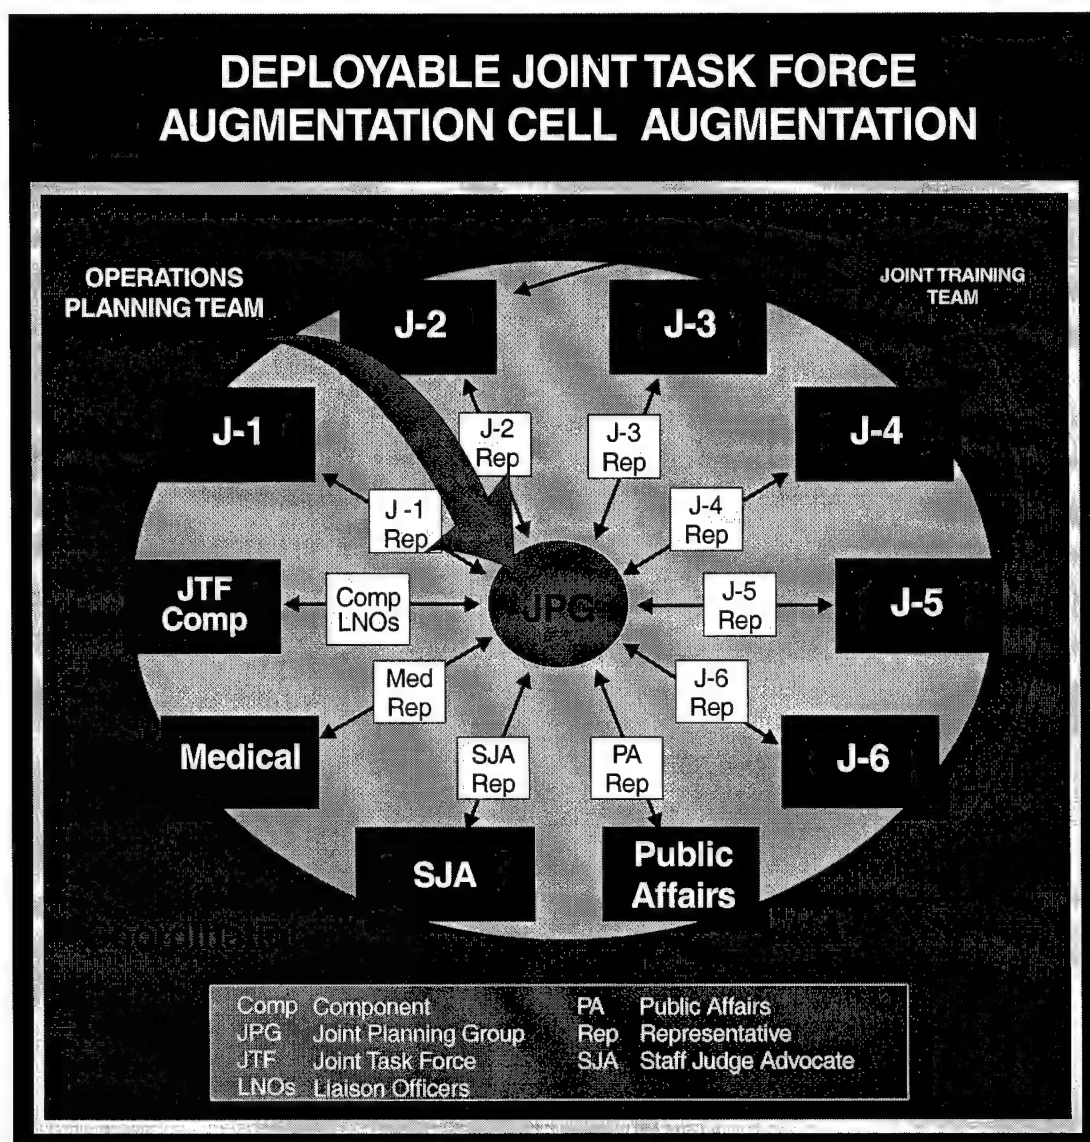 DEPLOYABLE JOINT TASK FORCE
AUGMENTATION CELL AUGMENTATION
OPERATIONS
PLANNING TEAM
JOINT TRAINING
TEAM
J-2
J-3
J-1
J-4
J-2
Rep
J-3
Rep
J -1
Rep
J-4
Rep
JTF
Comp
Comp
LNOs
JPG
J-5
Rep
J-5
Med
Rep
J-6
Rep
Medical
SJA
Rep
PA
Rep
J-6
SJA
Public
Affairs
Comp Component
JPG Joint Planning Group
JTF Joint Task Force
LNOs Liaison Officers
PA Public Affairs
Rep Representative
SJA Staff Judge Advocate